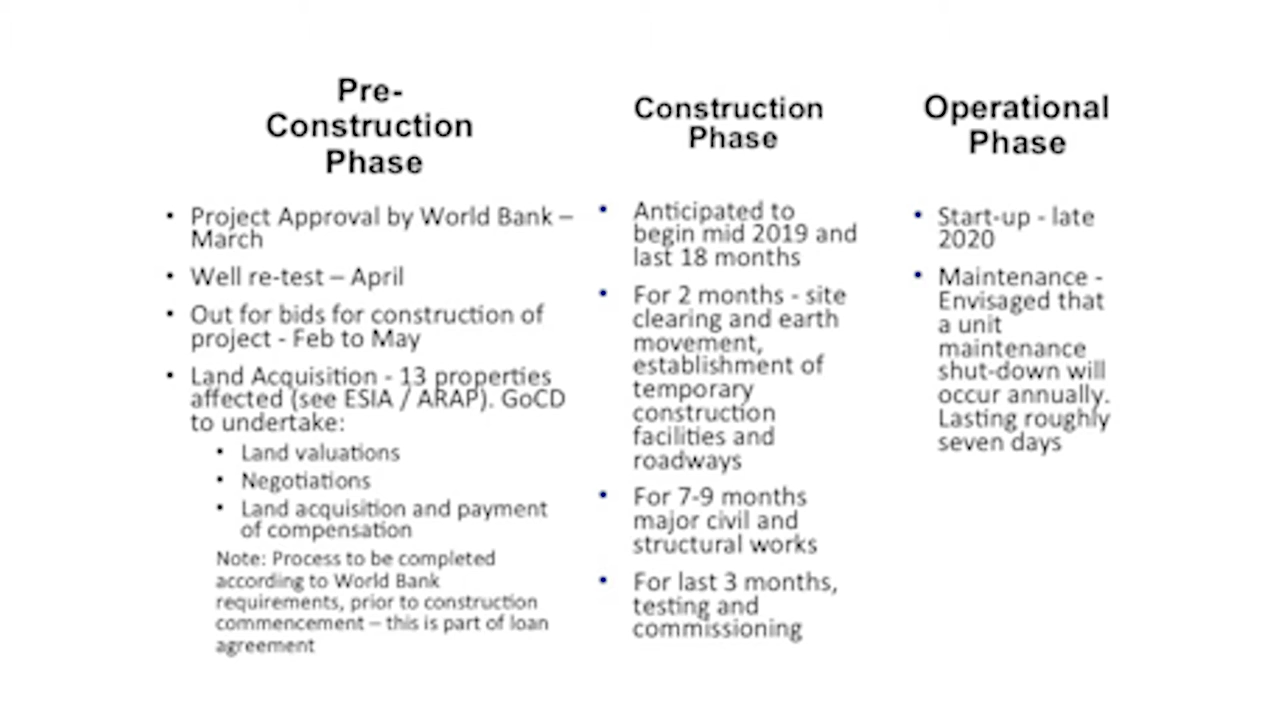 Pre-
Construction
Phase
• Project Approval by World Bank –
March
• Well re-test – April
• Out for bids for construction of
project - Feb to May
• Land Acquisition - 13 properties
affected (see ESIA / ARAP). GoCD
to undertake:
• Land valuations
• Negotiations
• Land acquisition and payment
of compensation
Note: Process to be completed
according to World Bank
requirements, prior to construction
commencement – this is part of loan
agreement
Construction
Phase
• Anticipated to
begin mid 2019 and
last 18 months
• For 2 months - site
clearing and earth
movement,
establishment of
temporary
construction
facilities and
roadways
• For 7-9 months
major civil and
structural works
• For last 3 months,
testing and
commissioning
Operational
Phase
• Start-up - late
2020
• Maintenance -
Envisaged that
a unit
maintenance
shut-down will
occur annually.
Lasting roughly
seven days